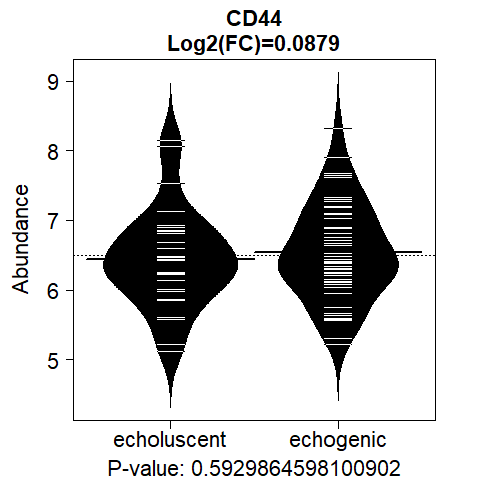 CD44
Log2(FC)=0.0879
Abundance
9
8
7
6
5
echoluscent echogenic
P-value: 0.5929864598100902